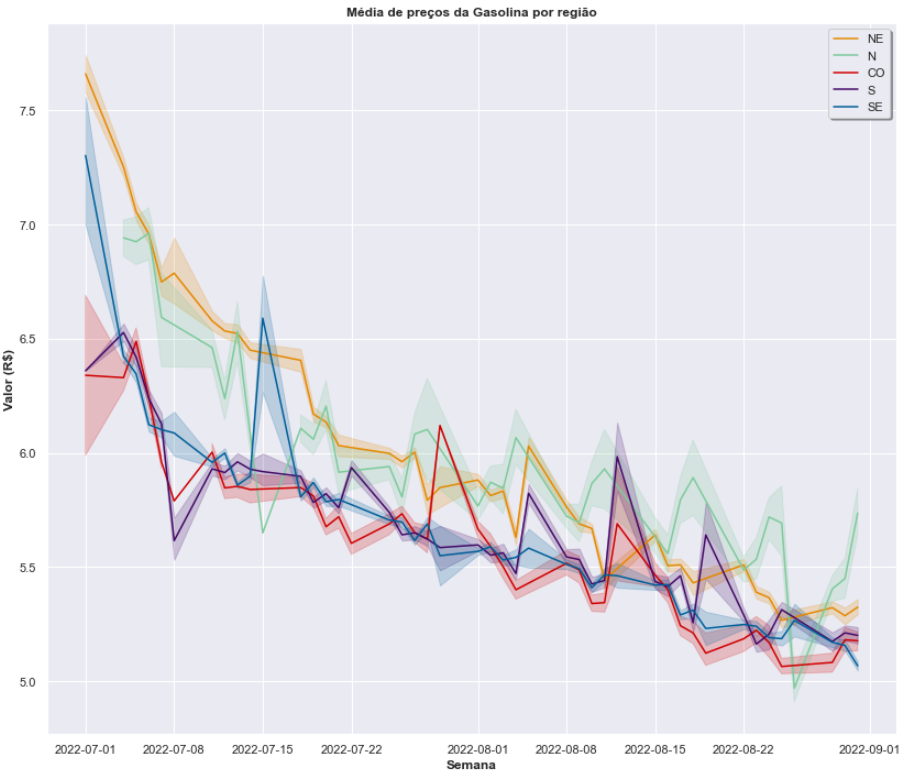 Média de preços da Gasolina por região
NE
N
CO
S
SE
Valor (R$)
7.5
7.0
6.5
6.0
5.5
5.0
2022-07-01 2022-07-08 2022-07-15 2022-07-22 2022-08-01 2022-08-08 2022-08-15 2022-08-22 2022-09-01
Semana